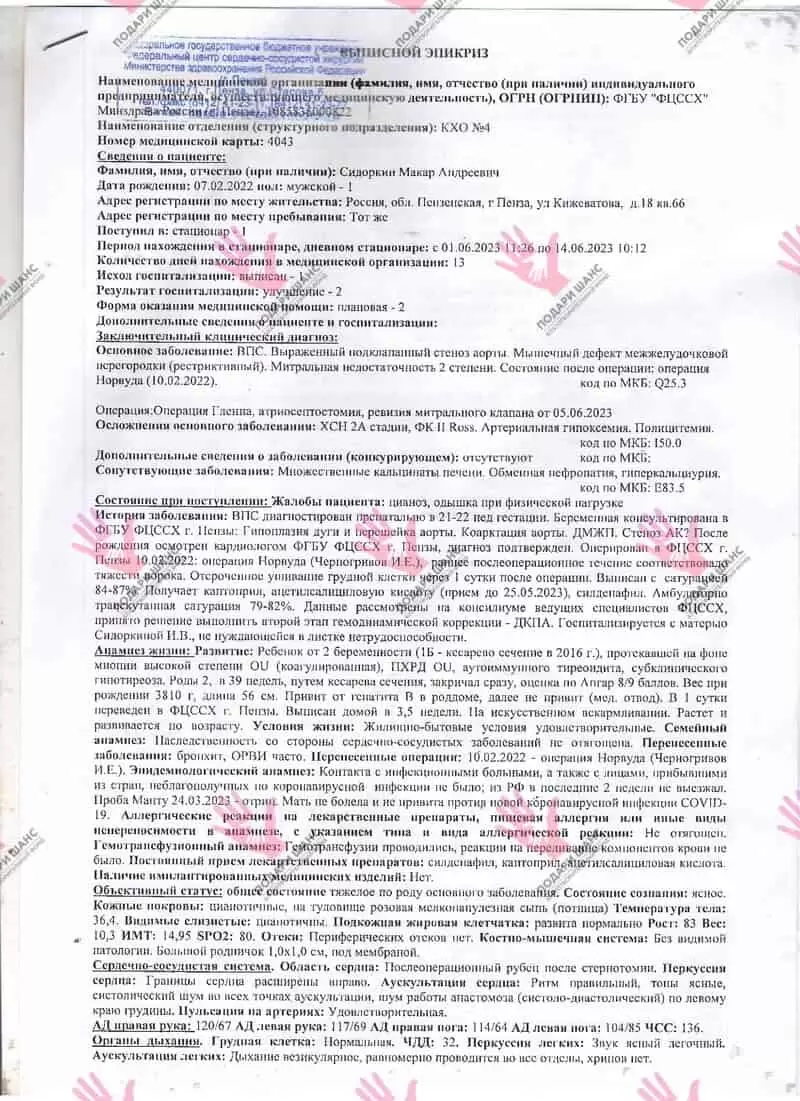 ВЫПИСНОЙ ЭПИКРИЗ
Федеральное государственное бюджетное учреждение
Федеральный центр сердечно-сосудистой хирургии
Министерства здравоохранения Российской Федерации
Наименование медицинской организации (фамилия, имя, отчество (при наличии) индивидуального
предпринимателя, осуществляющего медицинскую деятельность), ОГРН (ОГРНИП): ФГБУ "ФЦССХ"
Минздрава России
Наименование отделения (структурного подразделения): КХО №4
Номер медицинской карты: 4043
Сведения о пациенте:
Фамилия, имя, отчество (при наличии): Сидоркин Макар Андреевич
Дата рождения: 07.02.2022 пол: мужской - 1
Адрес регистрации по месту жительства: Россия, обл. Пензенская, г Пенза, ул Кижеватова, д.18 кв.66
Адрес регистрации по месту пребывания: Тот же
Поступил в: стационар - 1
Период нахождения в стационаре, дневном стационаре: с 01.06.2023 11:26 по 14.06.2023 10:12
Количество дней нахождения в медицинской организации: 13
Исход госпитализации: выписан - 1
Результат госпитализации: улучшение - 2
Форма оказания медицинской помощи: плановая - 2
Дополнительные сведения о пациенте и госпитализации:
Заключительный клинический диагноз:
Основное заболевание: ВПС. Выраженный подклапанный стеноз аорты. Мышечный дефект межжелудочковой
перегородки (рестриктивный). Митральная недостаточность 2 степени. Состояние после операции: операция
Норвуда (10.02.2022). код по МКБ: Q25.3
Операция:Операция Гленна, атриосептостомия, ревизия митрального клапана от 05.06.2023
Осложнения основного заболевания: ХСН 2А стадии, ФК II Ross. Артериальная гипоксемия. Полицитемия.
код по МКБ: I50.0
Дополнительные сведения о заболевании (конкурирующем): отсутствуют код по МКБ:
Сопутствующие заболевания: Множественные кальцинаты печени. Обменная нефропатия, гиперкальциурия.
код по МКБ: E83.5
Состояние при поступлении: Жалобы пациента: цианоз, одышка при физической нагрузке
История заболевания: ВПС диагностирован пренатально в 21-22 нед гестации. Беременная консультирована в
ФГБУ ФЦССХ г. Пензы: Гипоплазия дуги и перешейка аорты. Коарктация аорты. ДМЖП. Стеноз АК? После
рождения осмотрен кардиологом ФГБУ ФЦССХ г. Пензы, диагноз подтвержден. Оперирован в ФЦССХ г.
Пензы 10.02.2022: операция Норвуда (Черногривов И.Е.), раннее послеоперационное течение соответствовало
тяжести порока. Отсроченное ушивание грудной клетки через 1 сутки после операции. Выписан с сатурацией
84-87%. Получает каптоприл, ацетилсалициловую кислоту (прием до 25.05.2023), силденафил. Амбулаторно
транскутанная сатурация 79-82%. Данные рассмотрены на консилиуме ведущих специалистов ФЦССХ,
принято решение выполнить второй этап гемодинамической коррекции - ДКПА. Госпитализируется с матерью
Сидоркиной И.В., не нуждающейся в листке нетрудоспособности.
Анамнез жизни: Развитие: Ребенок от 2 беременности (1Б - кесарево сечение в 2016 г.), протекавшей на фоне
миопии высокой степени OU (коагулированная), ПХРД OU, аутоиммунного тиреоидита, субклинического
гипотиреоза. Роды 2, в 39 недель, путем кесарева сечения, закричал сразу, оценка по Апгар 8/9 баллов. Вес при
рождении 3810 г, длина 56 см. Привит от гепатита В в роддоме, далее не привит (мед. отвод). В 1 сутки
переведен в ФЦССХ г. Пензы. Выписан домой в 3,5 недели. На искусственном вскармливании. Растет и
развивается по возрасту. Условия жизни: Жилищно-бытовые условия удовлетворительные. Семейный
анамнез: Наследственность со стороны сердечно-сосудистых заболеваний не отягощена. Перенесенные
заболевания: бронхит, ОРВИ часто. Перенесенные операции: 10.02.2022 - операция Норвуда (Черногривов
И.Е.). Эпидемиологический анамнез: Контакта с инфекционными больными, а также с лицами, прибывшими
из стран, неблагополучных по коронавирусной инфекции не было; из РФ в последние 2 недели не выезжал.
Проба Манту 24.03.2023 - отриц. Мать не болела и не привита против новой коронавирусной инфекции COVID-
19. Аллергические реакции на лекарственные препараты, пищевая аллергия или иные виды
непереносимости в анамнезе, с указанием типа и вида аллергической реакции: Не отягощен.
Гемотрансфузионный анамнез: Гемотрансфузии проводились, реакции на переливание компонентов крови не
было. Постоянный прием лекарственных препаратов: силденафил, каптоприл, ацетилсалициловая кислота.
Наличие имплантированных медицинских изделий: Нет.
Объективный статус: общее состояние тяжелое по роду основного заболевания. Состояние сознания: ясное.
Кожные покровы: цианотичные, на туловище розовая мелкопапулезная сыпь (потница) Температура тела:
36,4. Видимые слизистые: цианотичны. Подкожная жировая клетчатка: развита нормально Рост: 83 Вес:
10,3 ИМТ: 14,95 SPO2: 80. Отеки: Периферических отеков нет. Костно-мышечная система: Без видимой
патологии. Большой родничок 1,0х1,0 см, под мембраной.
Сердечно-сосудистая система. Область сердца: Послеоперационный рубец после стернотомии. Перкуссия
сердца: Границы сердца расширены вправо. Аускультация сердца: Ритм правильный, тоны ясные,
систолический шум во всех точках аускультации, шум работы анастомоза (систоло-диастолический) по левому
краю грудины. Пульсация на артериях: Удовлетворительная.
АД правая рука: 120/67 АД левая рука: 117/69 АД правая нога: 114/64 АД левая нога: 104/85 ЧСС: 136.
Органы дыхания. Грудная клетка: Нормальная. ЧДД: 32. Перкуссия легких: Звук ясный легочный.
Аускультация легких: Дыхание везикулярное, равномерно проводится во все отделы, хрипов нет.
ПОДАРИ ШАНС